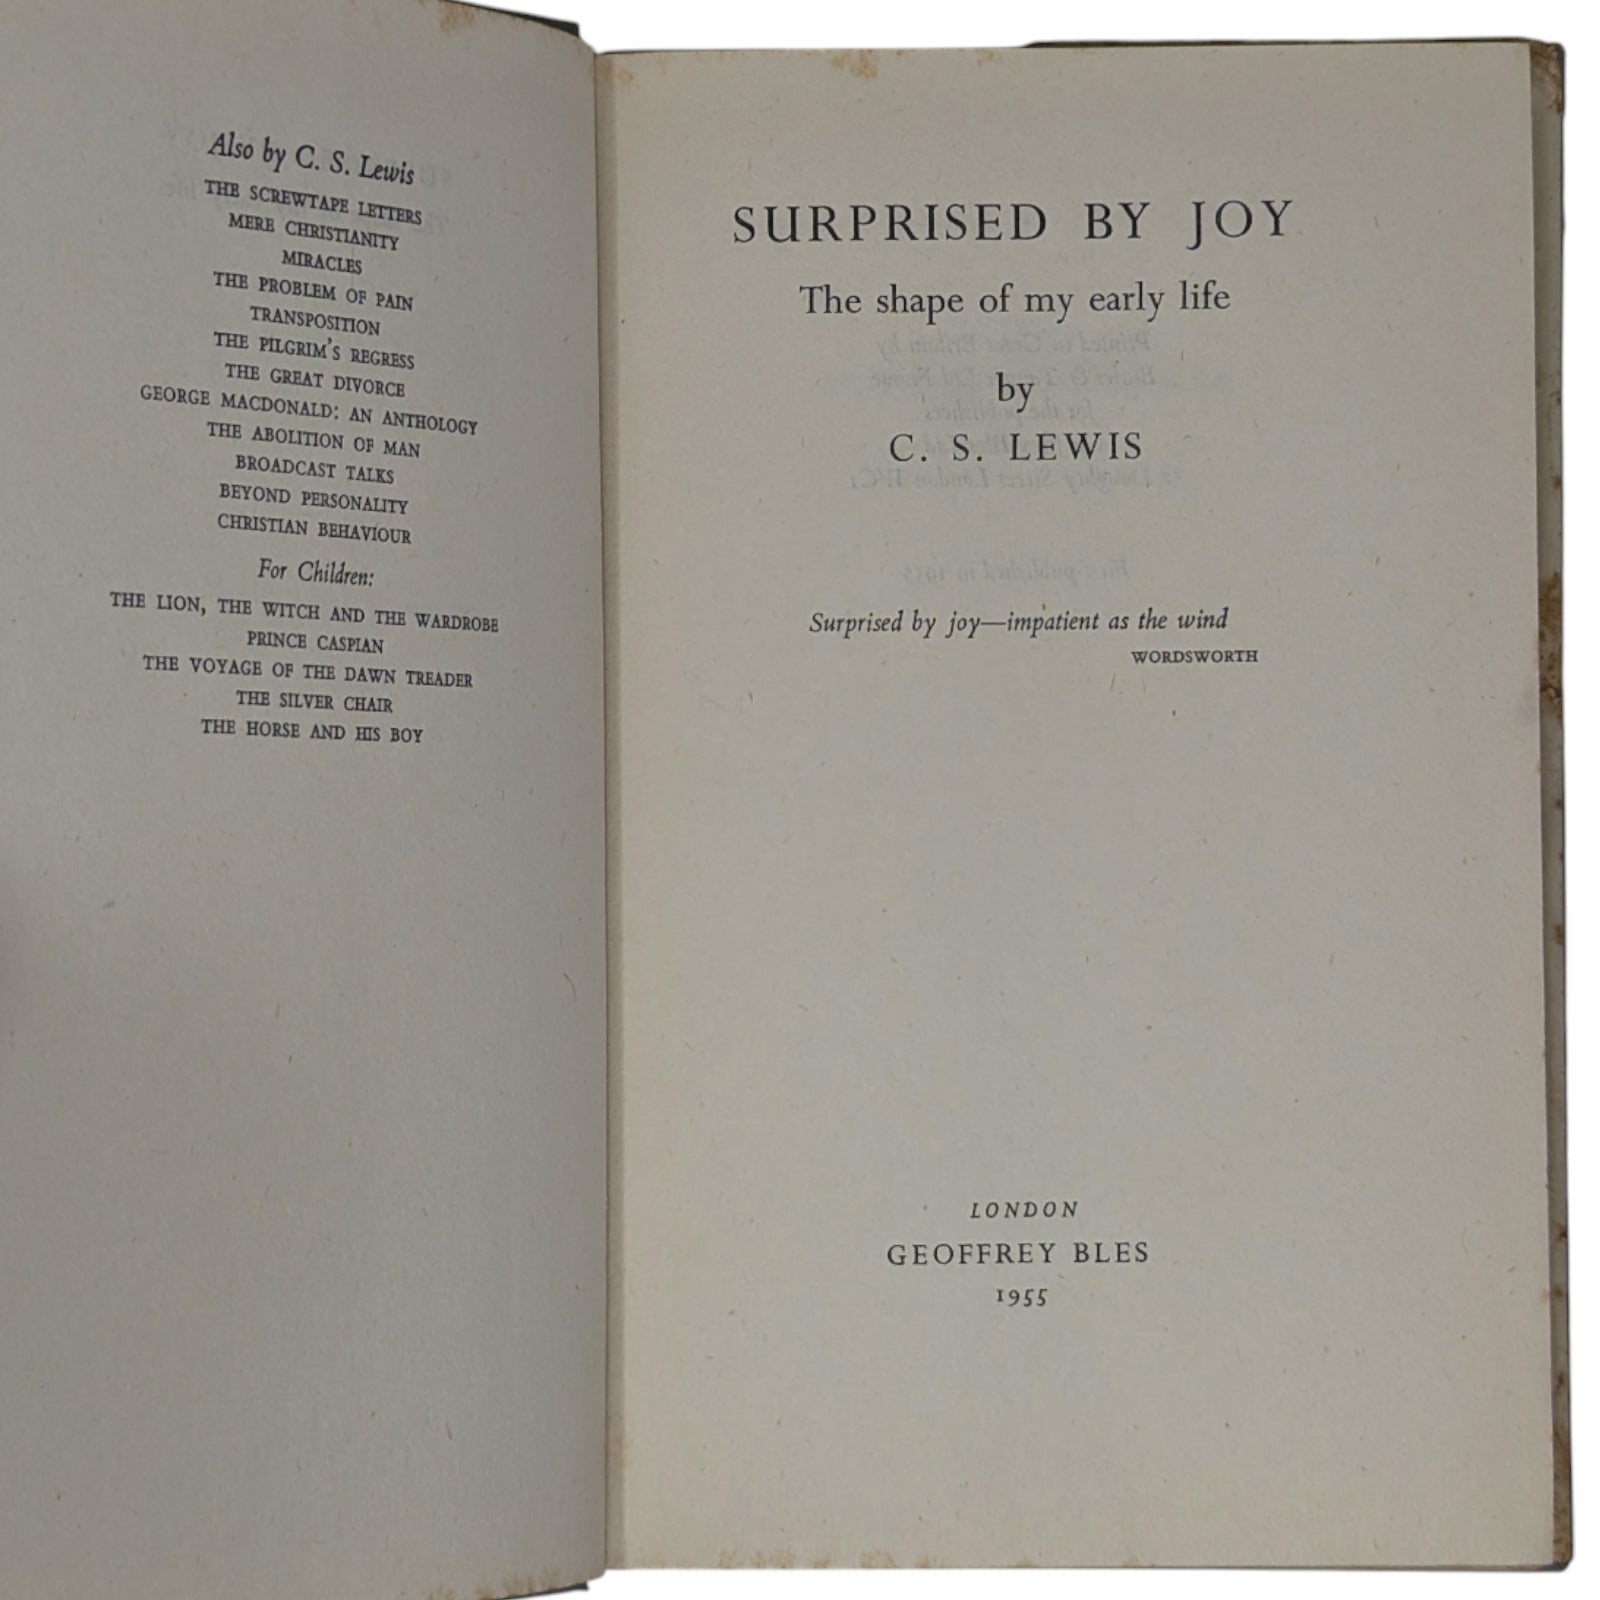 Also by C. S. Lewis
THE SCREWTAPE LETTERS
MERE CHRISTIANITY
MIRACLES
THE PROBLEM OF PAIN
TRANSPOSITION
THE PILGRIM'S REGRESS
THE GREAT DIVORCE
GEORGE MACDONALD: AN ANTHOLOGY
THE ABOLITION OF MAN
BROADCAST TALKS
BEYOND PERSONALITY
CHRISTIAN BEHAVIOUR
For Children:
THE LION, THE WITCH AND THE WARDROBE
PRINCE CASPIAN
THE VOYAGE OF THE DAWN TREADER
THE SILVER CHAIR
THE HORSE AND HIS BOY
SURPRISED BY JOY
The shape of my early life
by
C. S. LEWIS
Surprised by joy—impatient as the wind
WORDSWORTH
LONDON
GEOFFREY BLES
1955